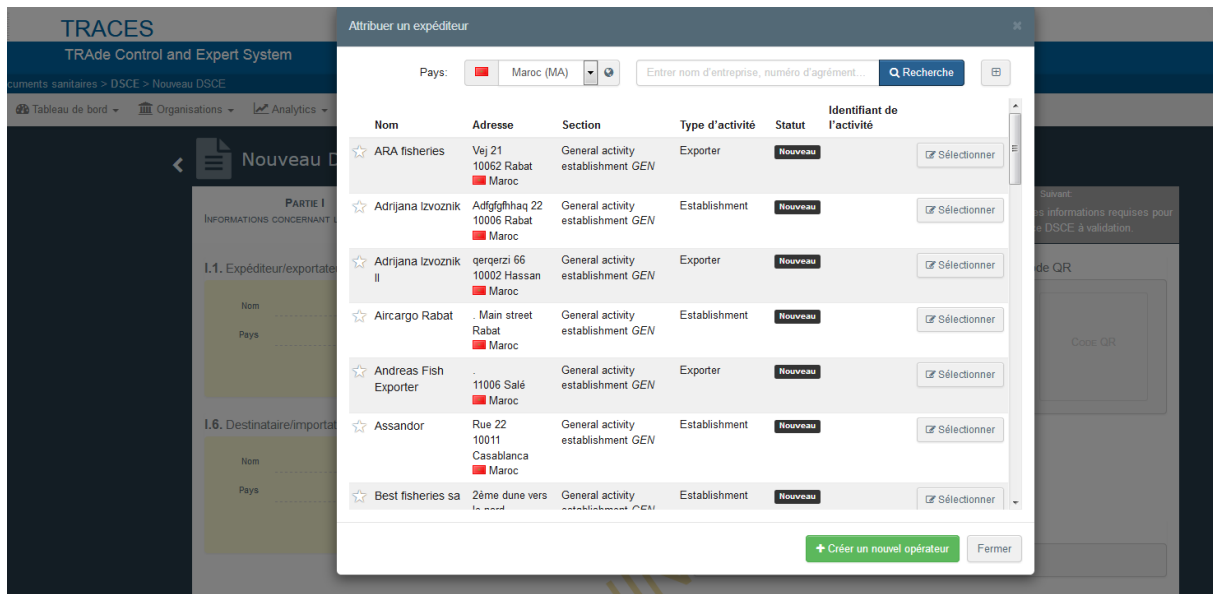 TRACES
TRAde Control and Expert System
cuments sanitaires > DSCE > Nouveau DSCE
Tableau de bord
Organisations
Analytics
Nouveau D
PARTIE I
INFORMATIONS CONCERNANT L
Suivant:
es informations requises pour
e DSCE à validation.
I.1. Expéditeur/exportate
Nom
Pays
de QR
Code QR
I.6. Destinataire/importat
Nom
Pays
Attribuer un expéditeur
Pays: Maroc (MA) Entrer nom d'entreprise, numéro d'agrément... Recherche
Identifiant de
Nom Adresse Section Type d'activité Statut l'activité
ARA fisheries Vej 21 General activity Exporter Nouveau Sélectionner
10062 Rabat establishment GEN
Maroc
Adrijana Izvoznik Adfgfgfhhaq 22 General activity Establishment Nouveau Sélectionner
10006 Rabat establishment GEN
Maroc
Adrijana Izvoznik qerqerzi 66 General activity Exporter Nouveau Sélectionner
II 10002 Hassan establishment GEN
Maroc
Aircargo Rabat . Main street General activity Establishment Nouveau Sélectionner
Rabat establishment GEN
Maroc
Andreas Fish . General activity Exporter Nouveau Sélectionner
Exporter 11006 Salé establishment GEN
Maroc
Assandor Rue 22 General activity Establishment Nouveau Sélectionner
10011 establishment GEN
Casablanca
Maroc
Best fisheries sa 2ème dune vers General activity Establishment Nouveau Sélectionner
le nord establishment GEN
+ Créer un nouvel opérateur Fermer